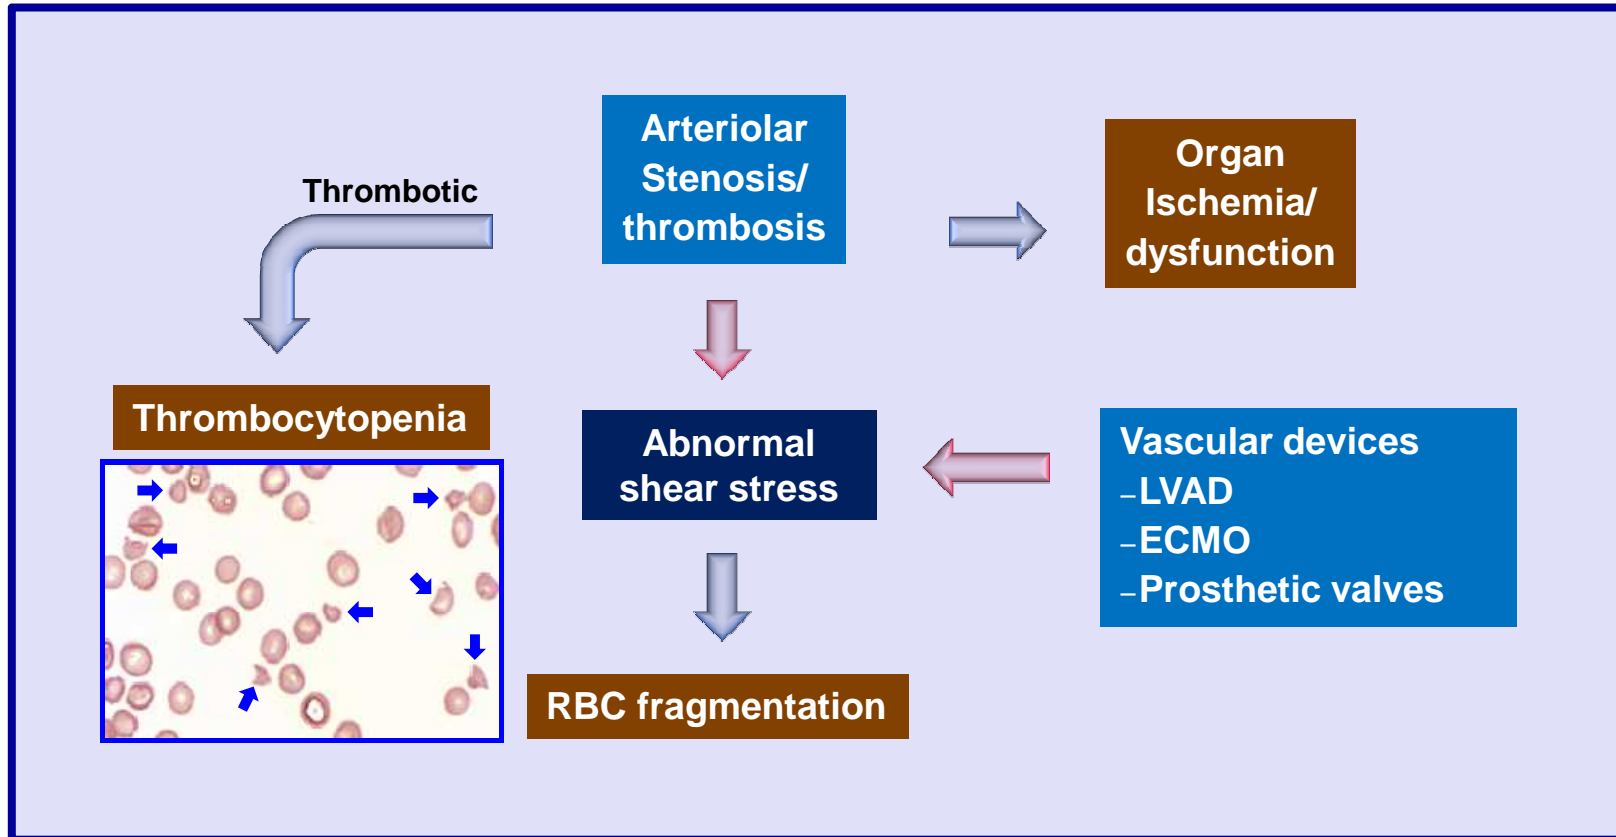 Thrombotic
Arteriolar
Stenosis/
thrombosis
Organ
Ischemia/
dysfunction
Thrombocytopenia
Abnormal
shear stress
Vascular devices
–LVAD
–ECMO
–Prosthetic valves
RBC fragmentation